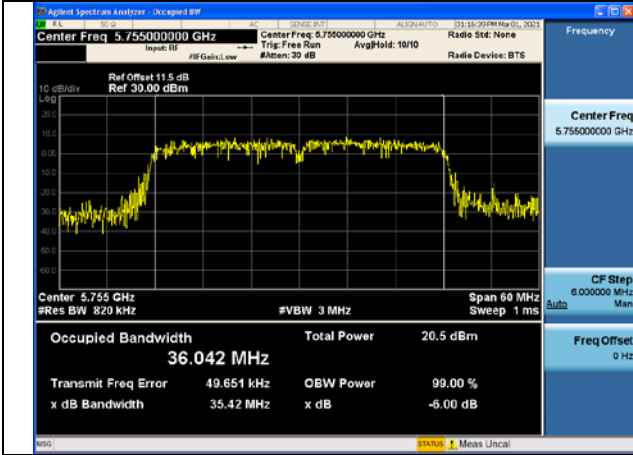 Agilent Spectrum Analyzer - Occupied BW
RL 50 Ω AC SENSE:INT ALIGNAUTO 01:16:39 PM Mar 01, 2021
Center Freq 5.755000000 GHz
Input: RF
#IFGain:Low
Center Freq: 5.755000000 GHz
Trig: Free Run Avg|Hold: 10/10
#Atten: 30 dB
Radio Std: None
Radio Device: BTS
Frequency
Ref Offset 11.5 dB
10 dB/div Ref 30.00 dBm
Log
20.0
10.0
0.00
-10.0
-20.0
-30.0
-40.0
-50.0
-60.0
Center Freq
5.755000000 GHz
Center 5.755 GHz Span 60 MHz
#Res BW 820 kHz #VBW 3 MHz Sweep 1 ms
CF Step
6.000000 MHz
Auto Man
Occupied Bandwidth Total Power 20.5 dBm
36.042 MHz
Transmit Freq Error 49.651 kHz OBW Power 99.00 %
x dB Bandwidth 35.42 MHz x dB -6.00 dB
Freq Offset
0 Hz
MSG STATUS Meas Uncal